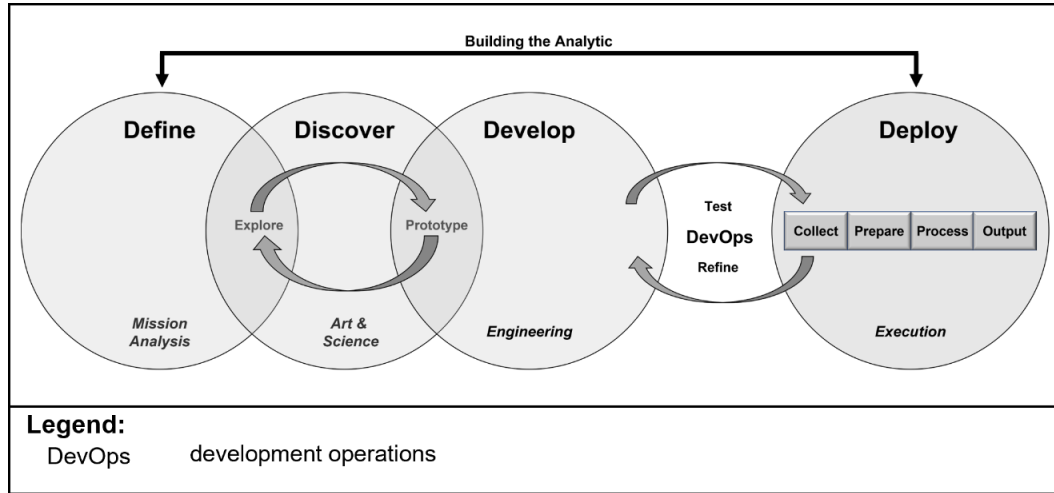 Building the Analytic
Define
Discover
Develop
Deploy
Explore
Prototype
Test
DevOps
Refine
Collect
Prepare
Process
Output
Mission
Analysis
Art &
Science
Engineering
Execution
Legend:
DevOps development operations